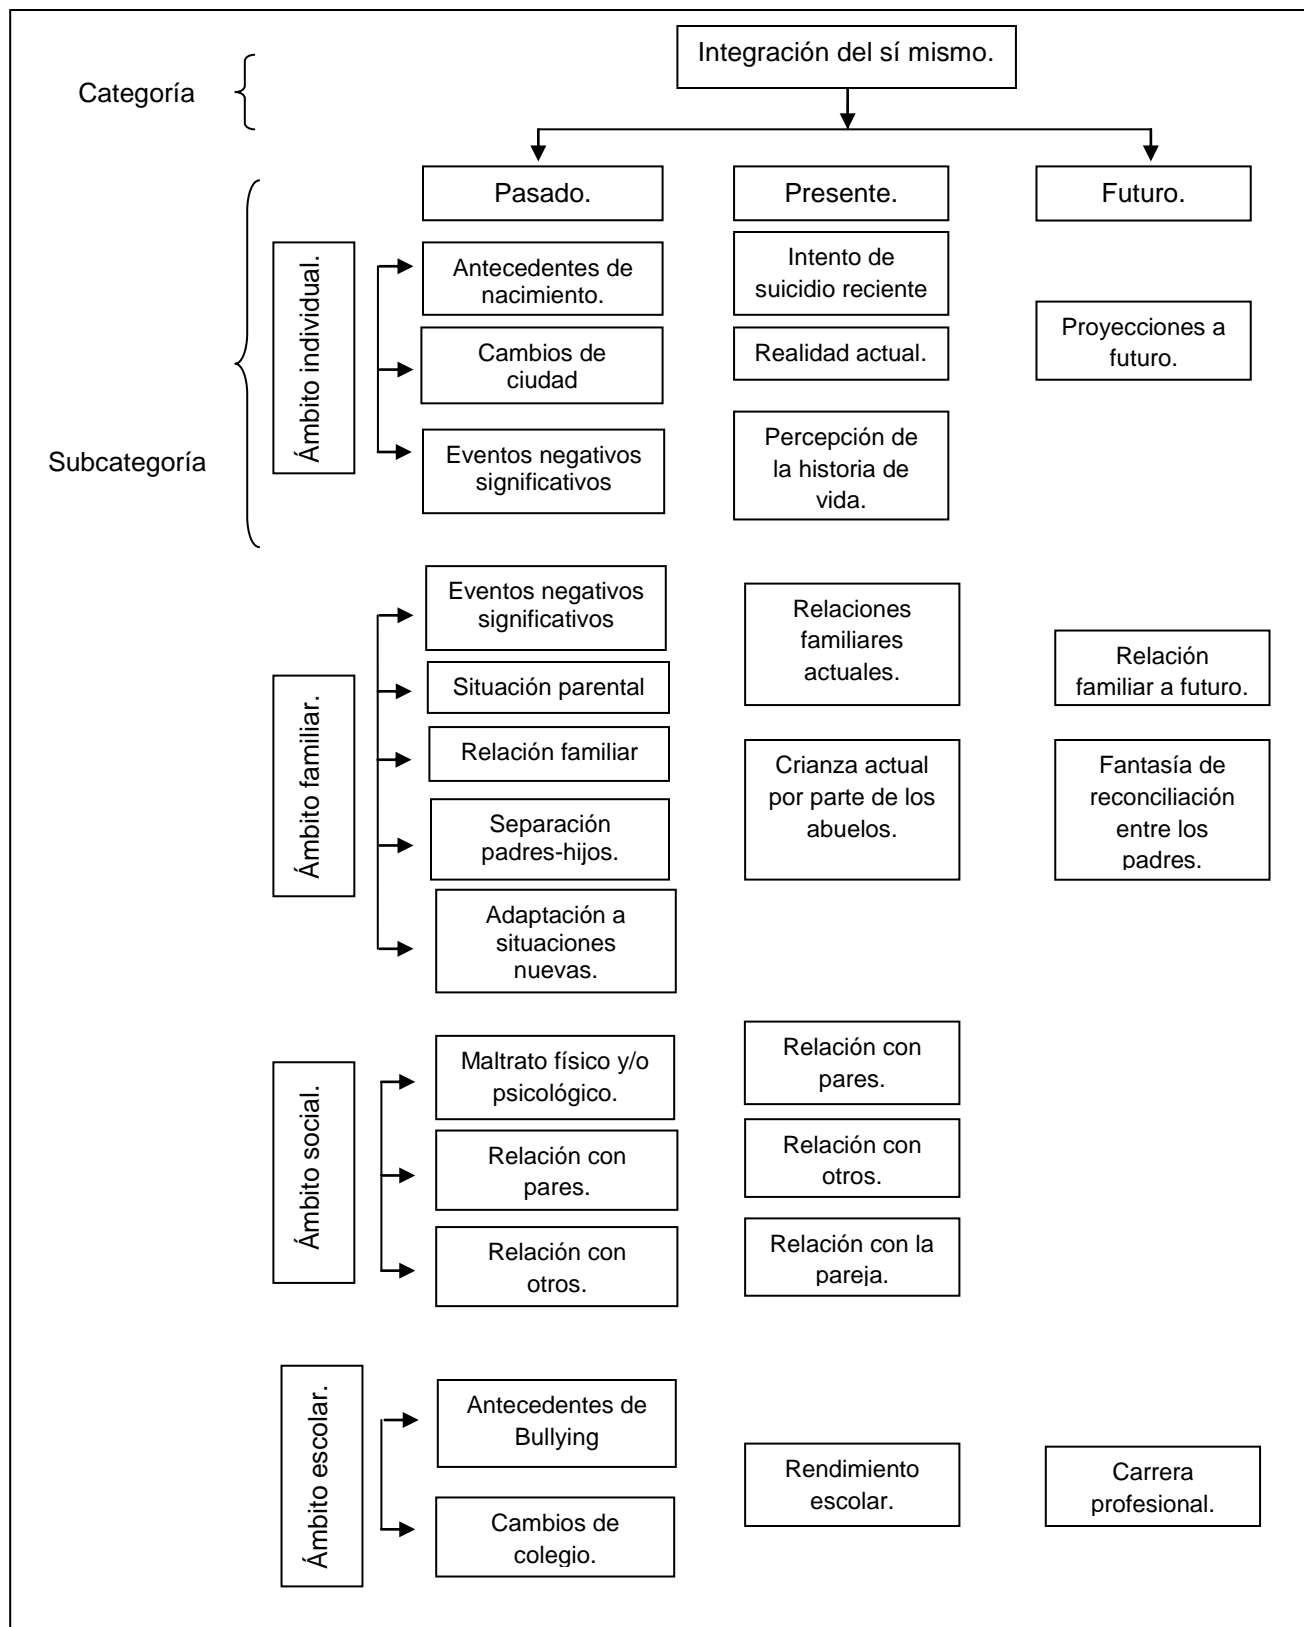 Integración del sí mismo.
Categoría
Pasado.
Presente.
Futuro.
Subcategoría
Ámbito individual.
Antecedentes de
nacimiento.
Cambios de
ciudad
Eventos negativos
significativos
Intento de
suicidio reciente
Realidad actual.
Percepción de
la historia de
vida.
Proyecciones a
futuro.
Ámbito familiar.
Eventos negativos
significativos
Situación parental
Relación familiar
Separación
padres-hijos.
Adaptación a
situaciones
nuevas.
Relaciones
familiares
actuales.
Crianza actual
por parte de los
abuelos.
Relación
familiar a futuro.
Fantasía de
reconciliación
entre los
padres.
Ámbito social.
Maltrato físico y/o
psicológico.
Relación con
pares.
Relación con
otros.
Relación con
pares.
Relación con
otros.
Relación con la
pareja.
Ámbito escolar.
Antecedentes de
Bullying
Cambios de
colegio.
Rendimiento
escolar.
Carrera
profesional.